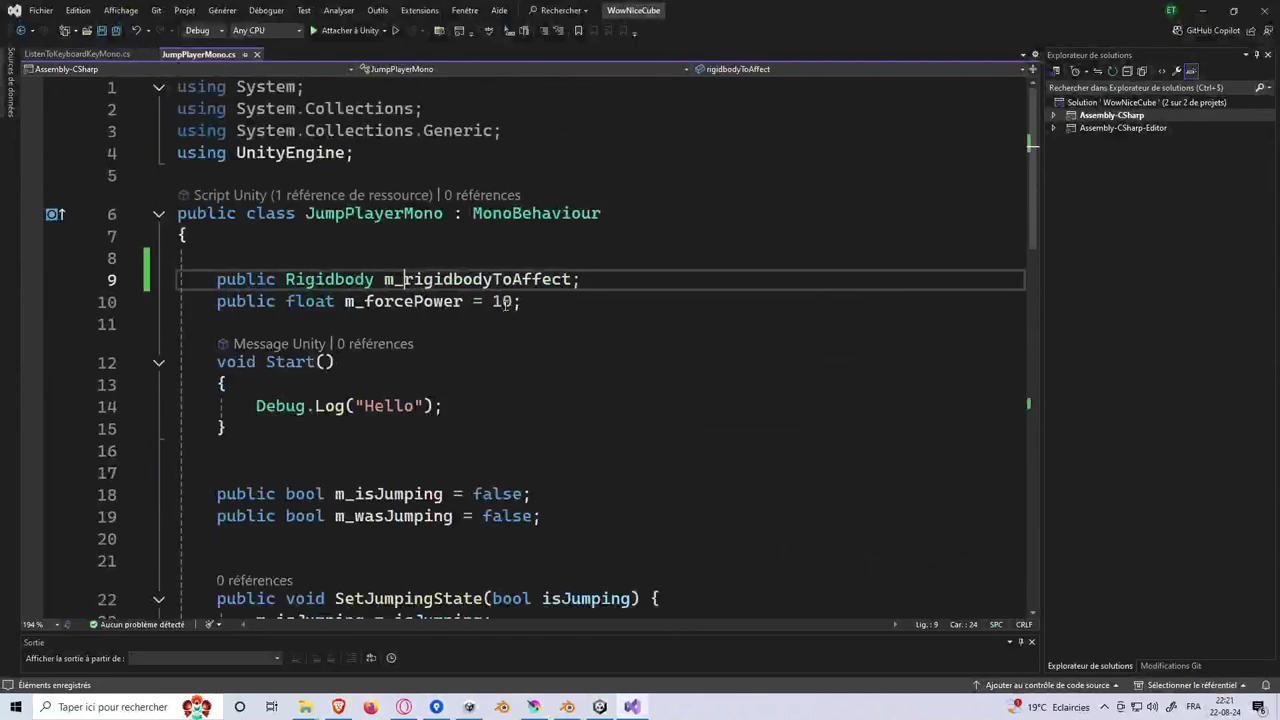 Fichier Edition Affichage Git Projet Générer Déboguer Test Analyser Outils Extensions Fenêtre Aide Rechercher WowNiceCube ET
Debug Any CPU Attacher à Unity GitHub Copilot
ListenToKeyboardKeyMono.cs JumpPlayerMono.cs Explorateur de solutions
Sources de données
Assembly-CSharp JumpPlayerMono rigidbodyToAffect
Rechercher dans Explorateur de solutions (Ctrl+$)
Solution 'WowNiceCube' (2 sur 2 de projets)
Assembly-CSharp
Assembly-CSharp-Editor
1 using System;
2 using System.Collections;
3 using System.Collections.Generic;
4 using UnityEngine;
5
Script Unity (1 référence de ressource) | 0 références
6 public class JumpPlayerMono : MonoBehaviour
7 {
8
9 public Rigidbody m_rigidbodyToAffect;
10 public float m_forcePower = 10;
11
Message Unity | 0 références
12 void Start()
13 {
14 Debug.Log("Hello");
15 }
16
17
18 public bool m_isJumping = false;
19 public bool m_wasJumping = false;
20
21
0 références
22 public void SetJumpingState(bool isJumping) {
194 % Aucun problème détecté Lig. : 9 Car. : 24 SPC CRLF
Sortie
Afficher la sortie à partir de :
Explorateur de solutions Modifications Git
Éléments enregistrés Ajouter au contrôle de code source Sélectionner le référentiel
Taper ici pour rechercher 19°C Eclaircies FRA 22:21
22-08-24